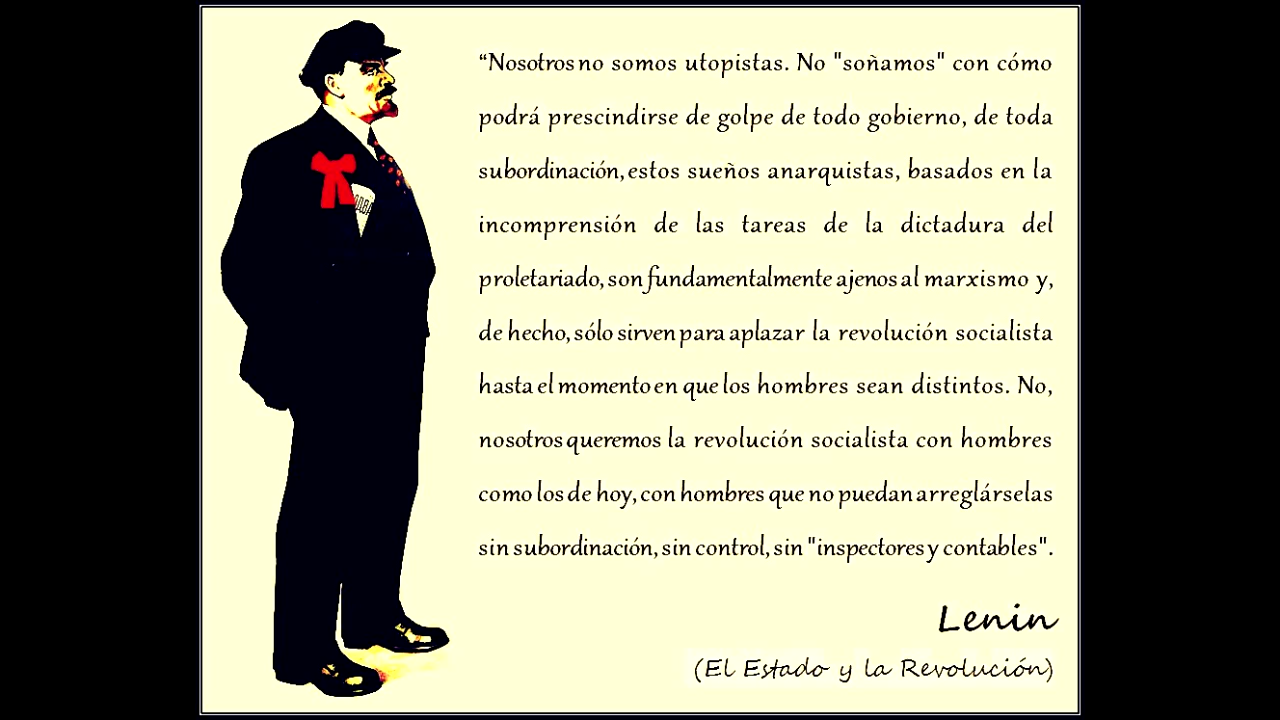 “Nosotros no somos utopistas. No "soñamos" con cómo
podrá prescindirse de golpe de todo gobierno, de toda
subordinación, estos sueños anarquistas, basados en la
incomprensión de las tareas de la dictadura del
proletariado, son fundamentalmente ajenos al marxismo y,
de hecho, sólo sirven para aplazar la revolución socialista
hasta el momento en que los hombres sean distintos. No,
nosotros queremos la revolución socialista con hombres
como los de hoy, con hombres que no puedan arreglárselas
sin subordinación, sin control, sin "inspectores y contables".
Lenin
(El Estado y la Revolución)